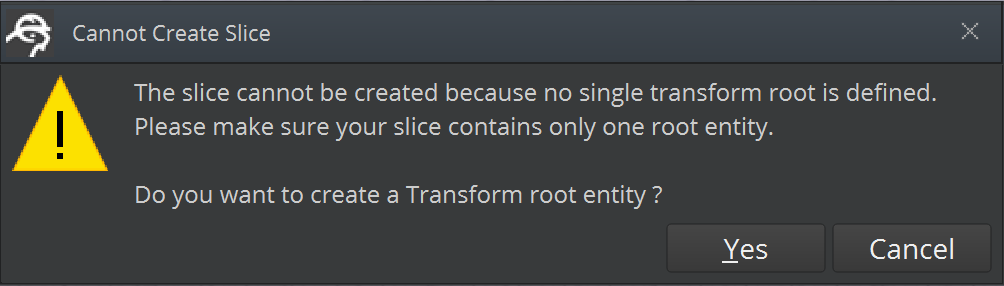 Cannot Create Slice
The slice cannot be created because no single transform root is defined.
Please make sure your slice contains only one root entity.
Do you want to create a Transform root entity ?
Yes Cancel